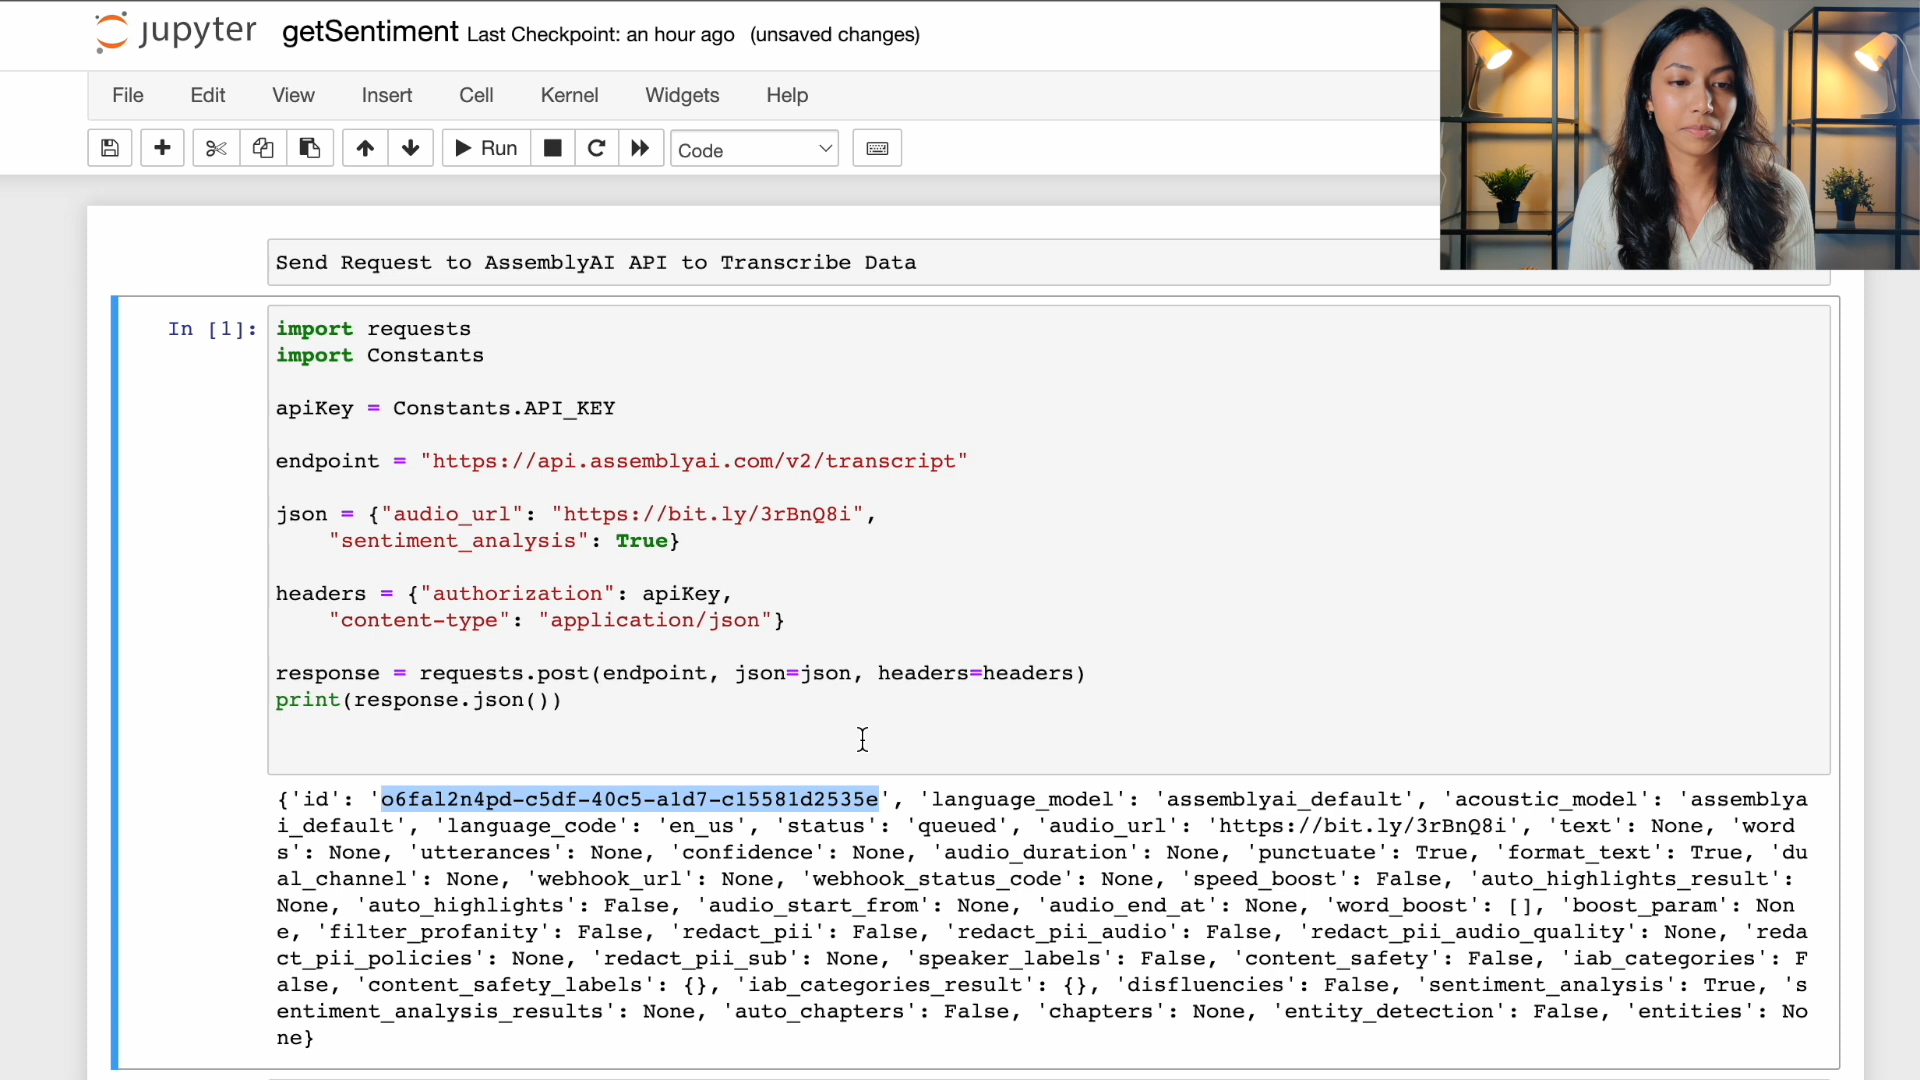 jupyter getSentiment Last Checkpoint: an hour ago (unsaved changes)
File Edit View Insert Cell Kernel Widgets Help
Run Code
Send Request to AssemblyAI API to Transcribe Data
In [1]: import requests
import Constants
apiKey = Constants.API_KEY
endpoint = "https://api.assemblyai.com/v2/transcript"
json = {"audio_url": "https://bit.ly/3rBnQ8i",
"sentiment_analysis": True}
headers = {"authorization": apiKey,
"content-type": "application/json"}
response = requests.post(endpoint, json=json, headers=headers)
print(response.json())
{'id': 'o6fal2n4pd-c5df-40c5-a1d7-c15581d2535e', 'language_model': 'assemblyai_default', 'acoustic_model': 'assemblya
i_default', 'language_code': 'en_us', 'status': 'queued', 'audio_url': 'https://bit.ly/3rBnQ8i', 'text': None, 'word
s': None, 'utterances': None, 'confidence': None, 'audio_duration': None, 'punctuate': True, 'format_text': True, 'du
al_channel': None, 'webhook_url': None, 'webhook_status_code': None, 'speed_boost': False, 'auto_highlights_result':
None, 'auto_highlights': False, 'audio_start_from': None, 'audio_end_at': None, 'word_boost': [], 'boost_param': Non
e, 'filter_profanity': False, 'redact_pii': False, 'redact_pii_audio': False, 'redact_pii_audio_quality': None, 'reda
ct_pii_policies': None, 'redact_pii_sub': None, 'speaker_labels': False, 'content_safety': False, 'iab_categories': F
alse, 'content_safety_labels': {}, 'iab_categories_result': {}, 'disfluencies': False, 'sentiment_analysis': True, 's
entiment_analysis_results': None, 'auto_chapters': False, 'chapters': None, 'entity_detection': False, 'entities': No
ne}